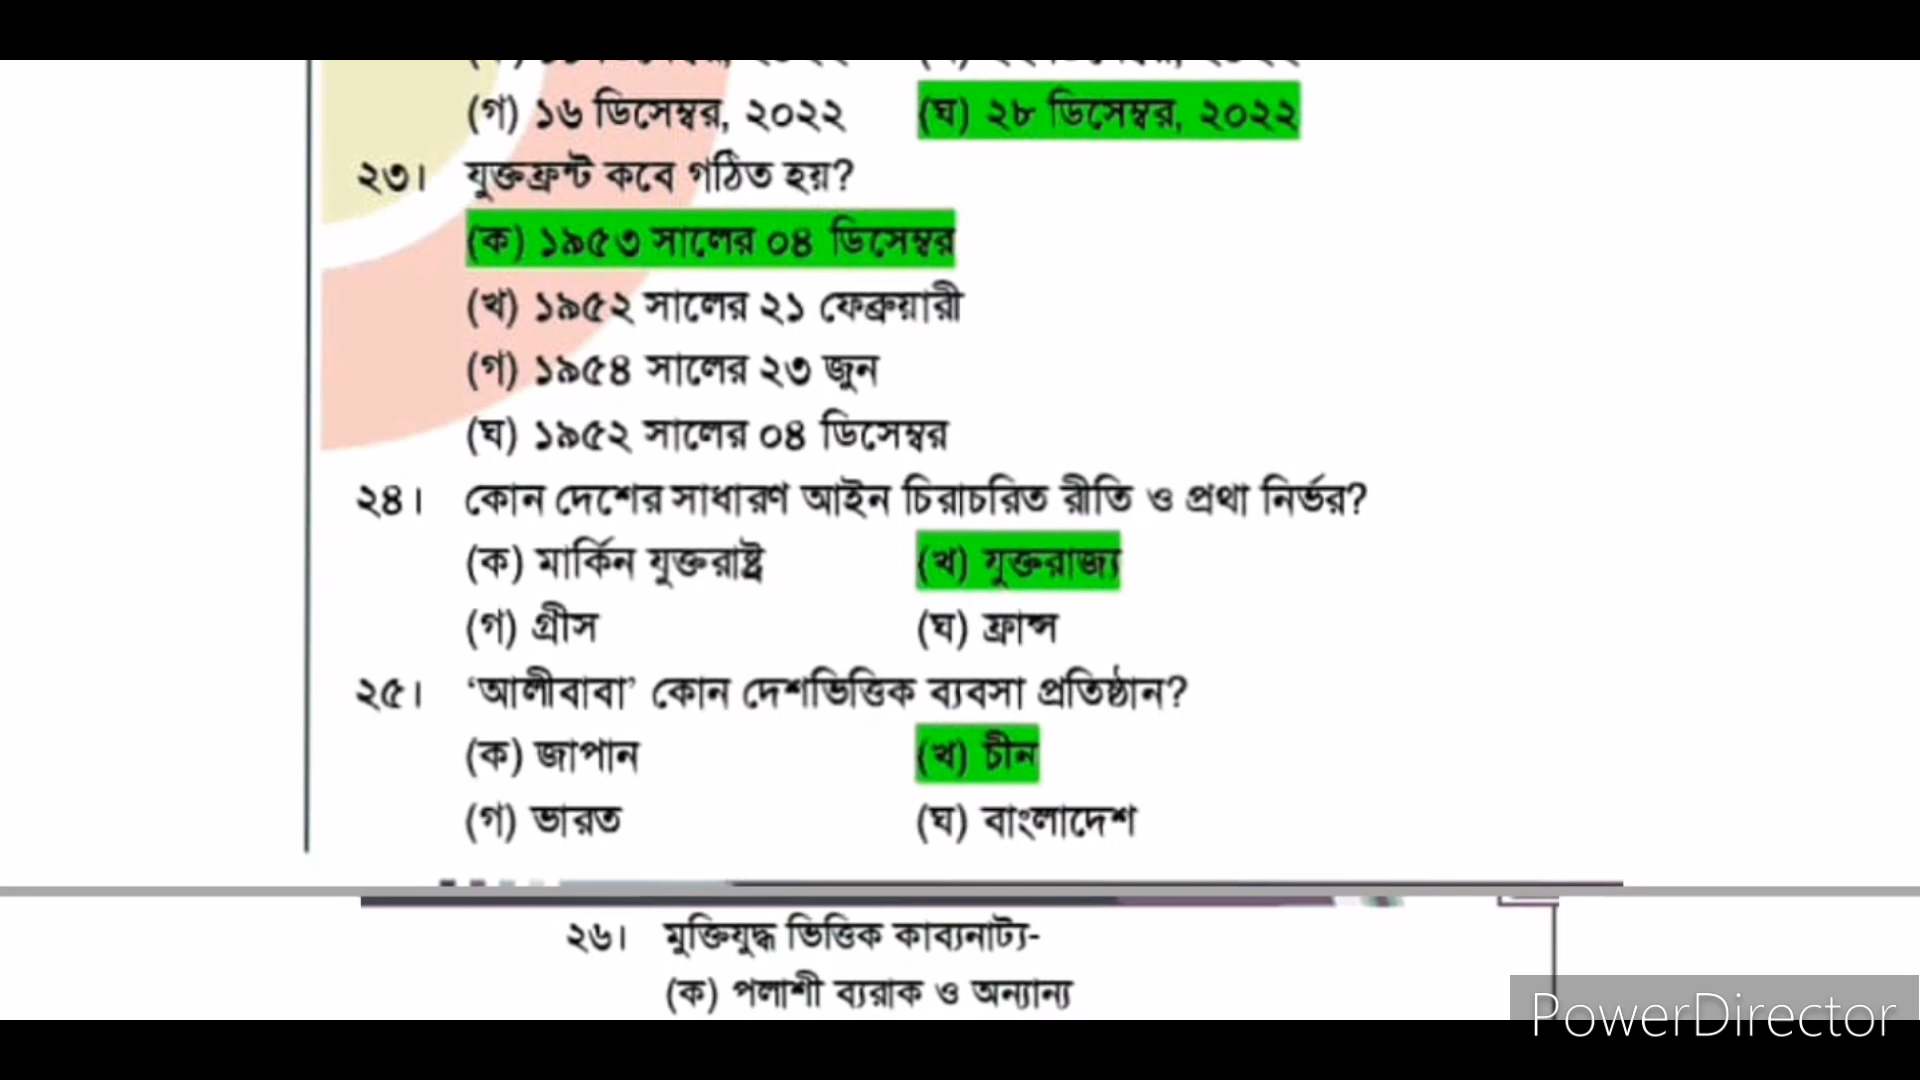 (গ) ১৬ ডিসেম্বর, ২০২২ (ঘ) ২৮ ডিসেম্বর, ২০২২
২৩। যুক্তফ্রন্ট কবে গঠিত হয়?
(ক) ১৯৫৩ সালের ০৪ ডিসেম্বর
(খ) ১৯৫২ সালের ২১ ফেব্রুয়ারী
(গ) ১৯৫৪ সালের ২৩ জুন
(ঘ) ১৯৫২ সালের ০৪ ডিসেম্বর
২৪। কোন দেশের সাধারণ আইন চিরাচরিত রীতি ও প্রথা নির্ভর?
(ক) মার্কিন যুক্তরাষ্ট্র (খ) যুক্তরাজ্য
(গ) গ্রীস (ঘ) ফ্রান্স
২৫। ‘আলীবাবা’ কোন দেশভিত্তিক ব্যবসা প্রতিষ্ঠান?
(ক) জাপান (খ) চীন
(গ) ভারত (ঘ) বাংলাদেশ
২৬। মুক্তিযুদ্ধ ভিত্তিক কাব্যনাট্য-
(ক) পলাশী ব্যরাক ও অন্যান্য
PowerDirector